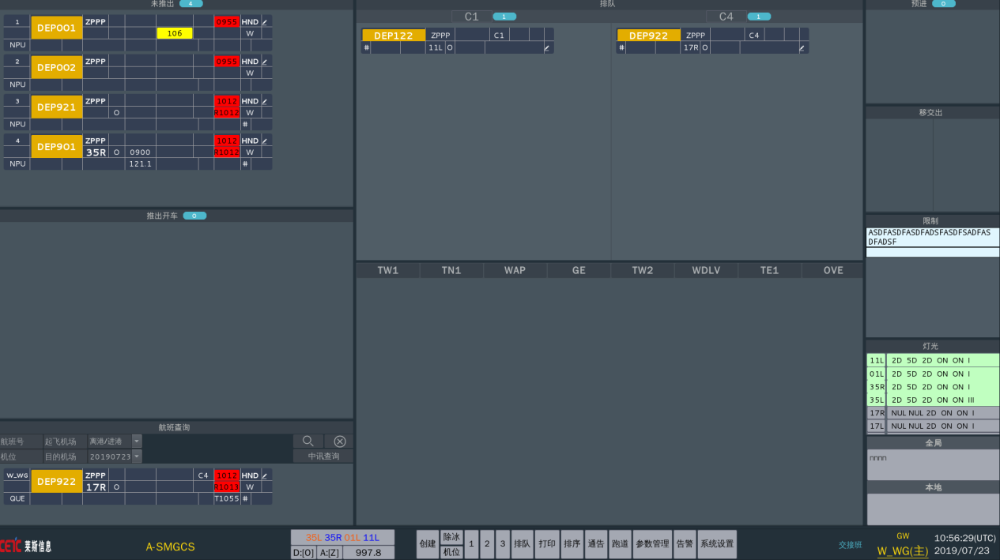 未推出 4
1 DEP001 ZPPP 0955 HND
106 W
NPU
2 DEP002 ZPPP 0955 HND
W
NPU
3 DEP921 ZPPP 1012 HND
O R1012 W
NPU #
4 DEP901 ZPPP 1012 HND
35R O 0900 R1012 W
NPU 121.1 #
推出开车 0
航班查询
航班号 起飞机场 离港/进港
机位 目的机场 20190723 中讯查询
W_WG DEP922 ZPPP C4 1012 HND
17R O R1013 W
QUE T1055 #
排队
C1 1 C4 1
DEP122 ZPPP C1
# 11L O
DEP922 ZPPP C4
# 17R O
TW1 TN1 WAP GE TW2 WDLV TE1 OVE
预进 0
移交出
限制
ASDFASDFASDFADSFASDFSADFAS
DFADSF
灯光
11L 2D 5D 2D ON ON I
01L 2D 5D 2D ON ON I
35R 2D 5D 2D ON ON I
35L 2D 5D 2D ON ON III
17R NUL NUL 2D ON ON I
17L NUL NUL 2D ON ON I
全局
nnnn
本地
CETC 莱斯信息
A-SMGCS
35L 35R 01L 11L
D:[O] A:[Z] 997.8
创建 除冰 机位 1 2 3 排队 打印 排序 通告 跑道 参数管理 告警 系统设置
交接班
GW
W_WG(主)
10:56:29(UTC)
2019/07/23